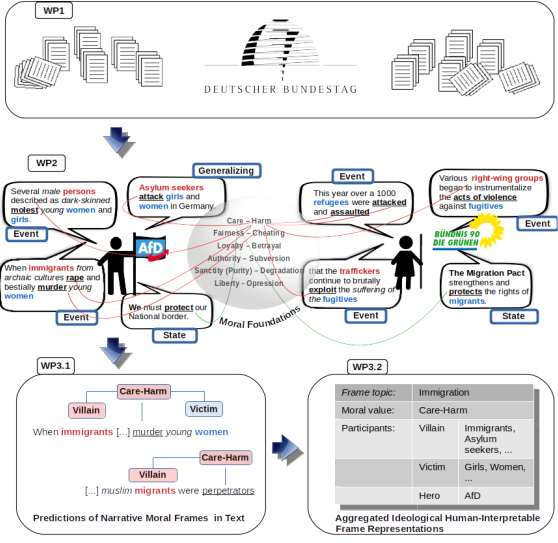 WP1
DEUTSCHER BUNDESTAG
WP2
Several male persons
described as dark-skinned
molest young women and
girls.
Event
Generalizing
Asylum seekers
attack girls and
women in Germany.
Event
This year over a 1000
refugees were attacked
and assaulted
Various right-wing groups
began to instrumentalize
the acts of violence
against fugitives
Event
AfD
Care – Harm
Fairness – Cheating
Loyalty – Betrayal
Authority – Subversion
Sanctity (Purity) – Degradation
Liberty - Opression
Moral Foundations
BÜNDNIS 90
DIE GRÜNEN
When immigrants from
archaic cultures rape and
bestially murder young
women
Event
We must protect our
National border.
State
that the traffickers
continue to brutally
exploit the suffering of
the fugitives
Event
The Migration Pact
strengthens and
protects the rights of
migrants.
State
WP3.1
Care-Harm
Villain
Victim
When immigrants [...] murder young women
Care-Harm
Villain
[...] muslim migrants were perpetrators
Predictions of Narrative Moral Frames in Text
WP3.2
Frame topic: Immigration
Moral value: Care-Harm
Participants: Villain Immigrants,
Asylum
seekers, ...
Victim Girls, Women,
...
Hero AfD
Aggregated Ideological Human-Interpretable
Frame Representations